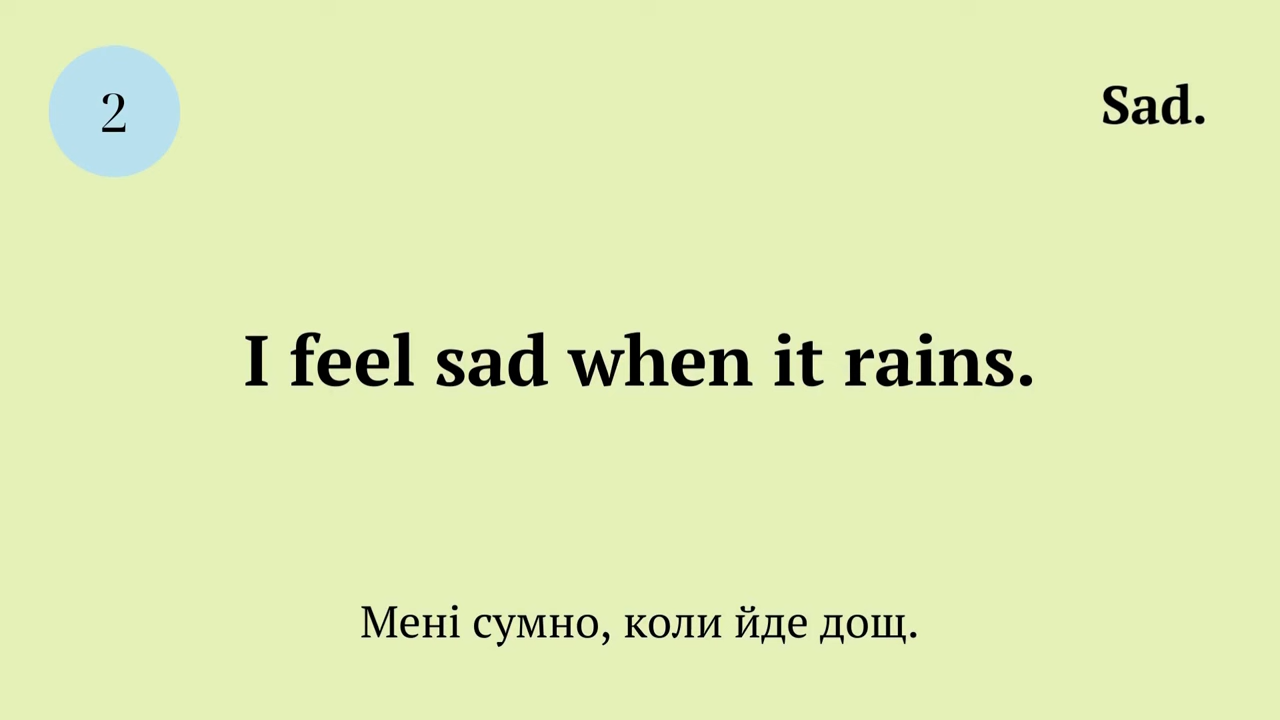 2
Sad.
I feel sad when it rains.
Мені сумно, коли йде дощ.